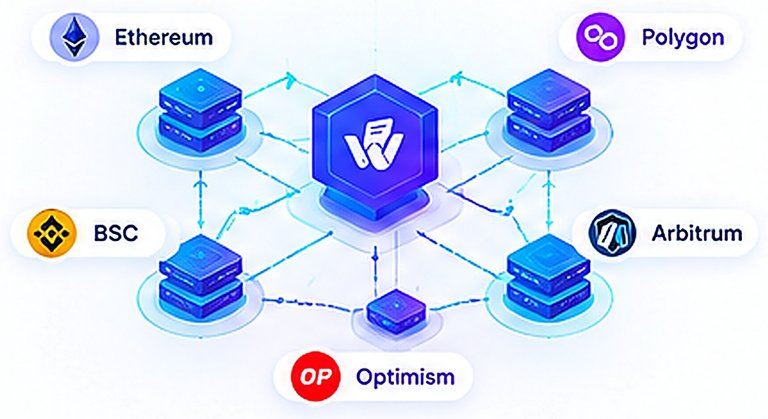 Ethereum
Polygon
W
BSC
Arbitrum
OP
Optimism